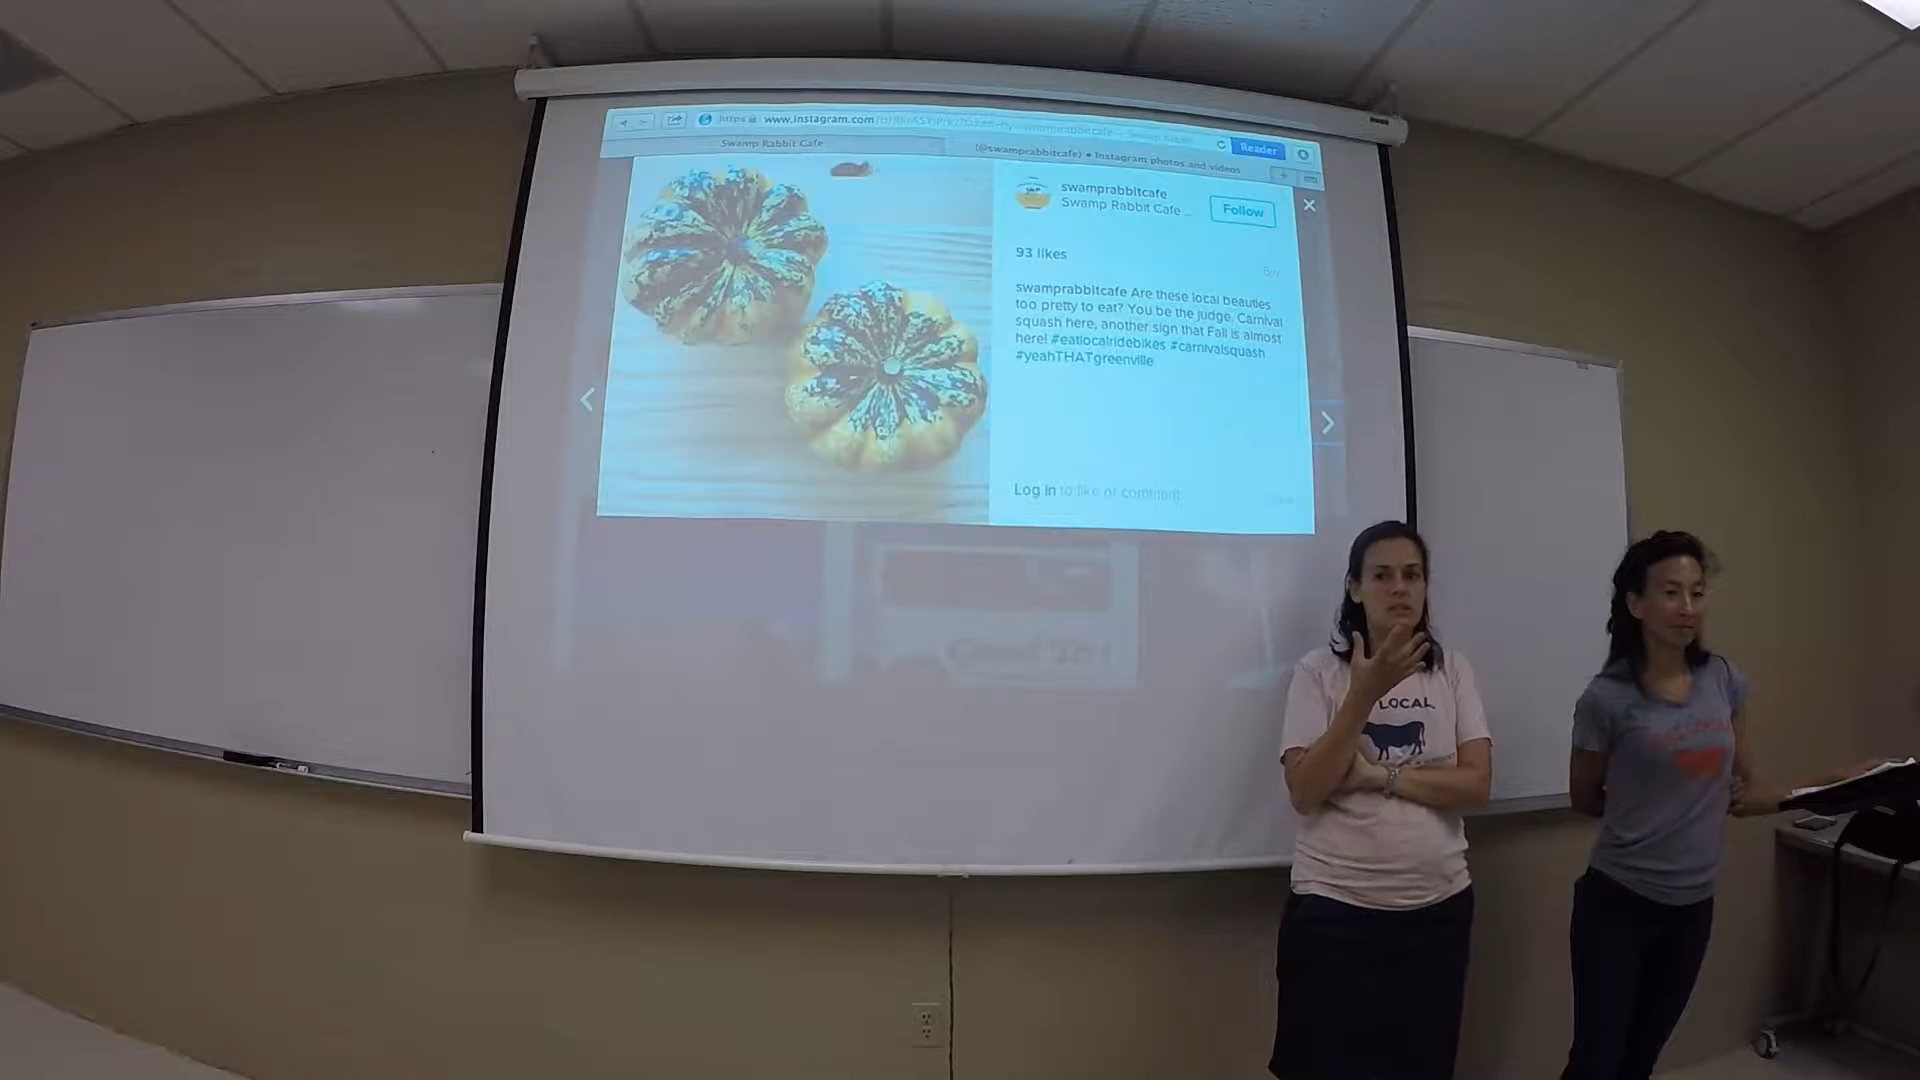 https www.instagram.com
Reader
Swamp Rabbit Cafe
(@swamprabbitcafe) • Instagram photos and videos
swamprabbitcafe
Swamp Rabbit Cafe ...
Follow
93 likes
swamprabbitcafe Are these local beauties
too pretty to eat? You be the judge. Carnival
squash here, another sign that Fall is almost
here! #eatlocalridebikes #carnivalsquash
#yeahTHATgreenville
Log in to like or comment
LOCAL